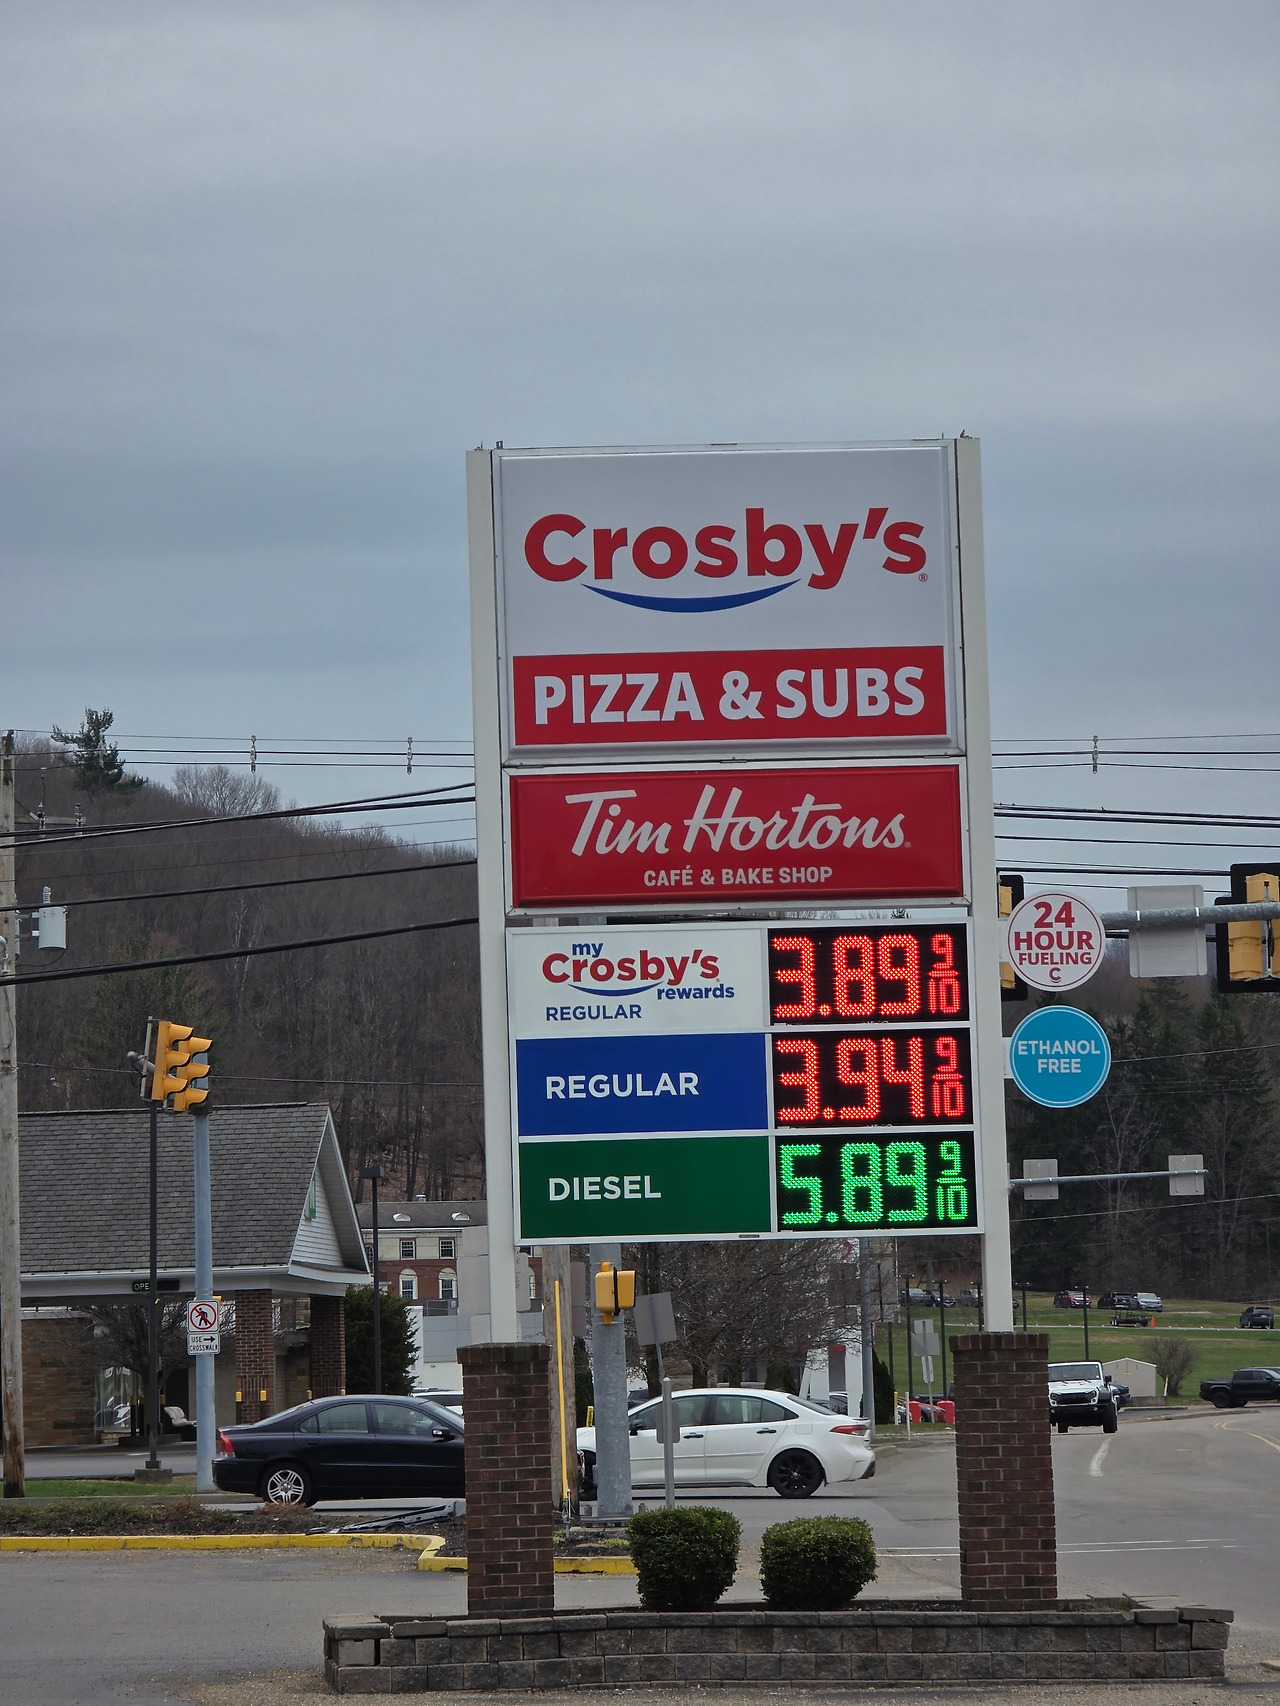 Crosby's®
PIZZA & SUBS
Tim Hortons
CAFÉ & BAKE SHOP
my
Crosby's
rewards
REGULAR
3.89 9/10
REGULAR
3.94 9/10
DIESEL
5.89 9/10
24
HOUR
FUELING
C
ETHANOL
FREE
OPEN
USE
CROSSWALK